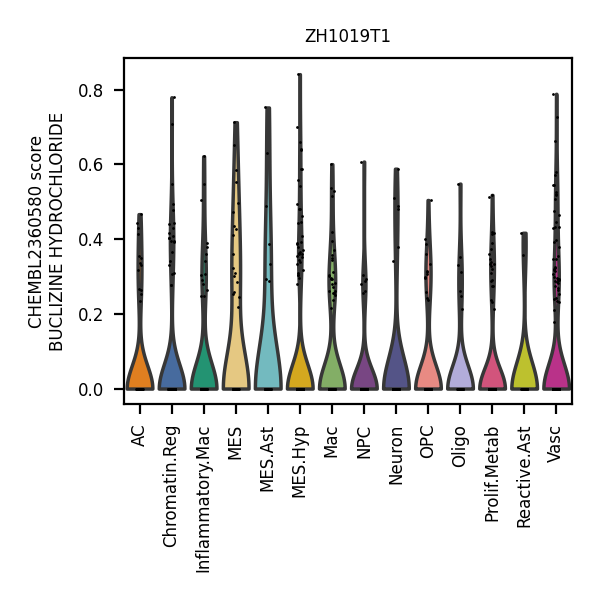 ZH1019T1
CHEMBL2360580 score
BUCLIZINE HYDROCHLORIDE
0.8
0.6
0.4
0.2
0.0
AC
Chromatin.Reg
Inflammatory.Mac
MES
MES.Ast
MES.Hyp
Mac
NPC
Neuron
OPC
Oligo
Prolif.Metab
Reactive.Ast
Vasc